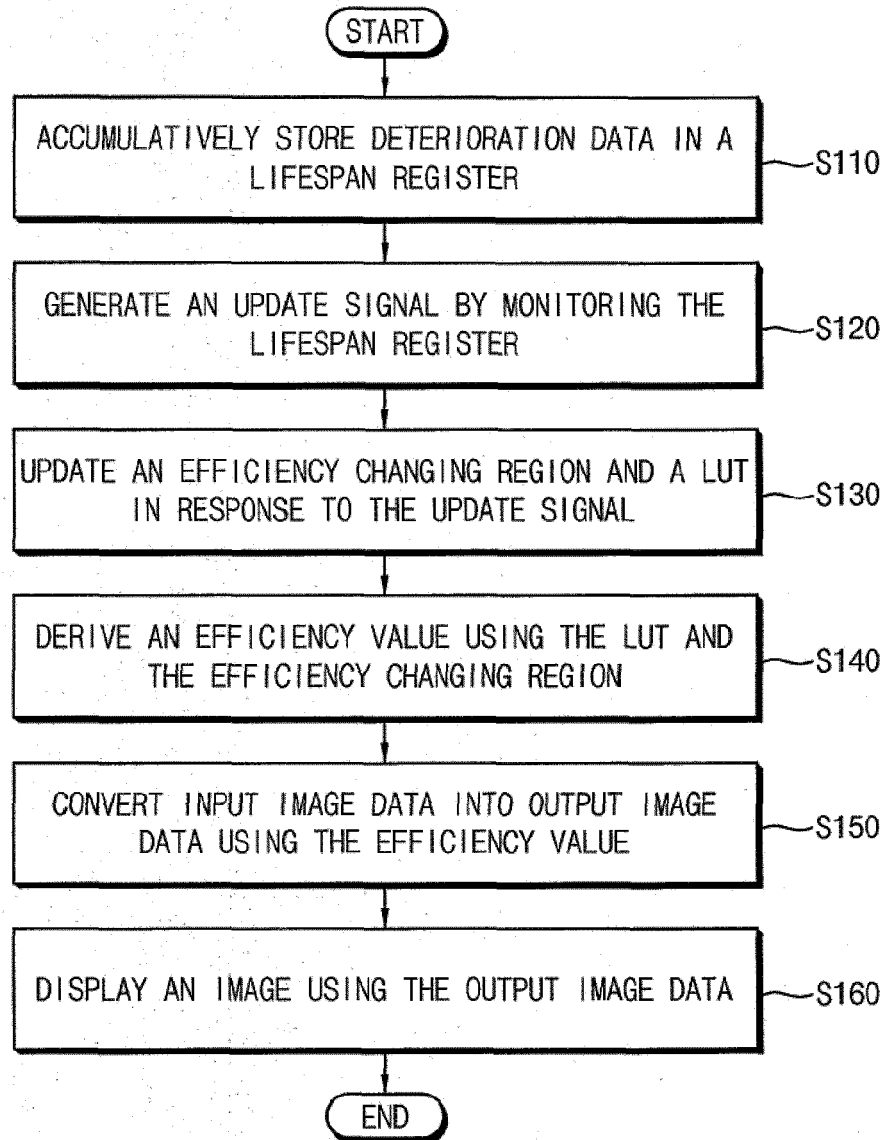 START
ACCUMULATIVELY STORE DETERIORATION DATA IN A
LIFESPAN REGISTER
S110
GENERATE AN UPDATE SIGNAL BY MONITORING THE
LIFESPAN REGISTER
S120
UPDATE AN EFFICIENCY CHANGING REGION AND A LUT
IN RESPONSE TO THE UPDATE SIGNAL
S130
DERIVE AN EFFICIENCY VALUE USING THE LUT AND
THE EFFICIENCY CHANGING REGION
S140
CONVERT INPUT IMAGE DATA INTO OUTPUT IMAGE
DATA USING THE EFFICIENCY VALUE
S150
DISPLAY AN IMAGE USING THE OUTPUT IMAGE DATA
S160
END